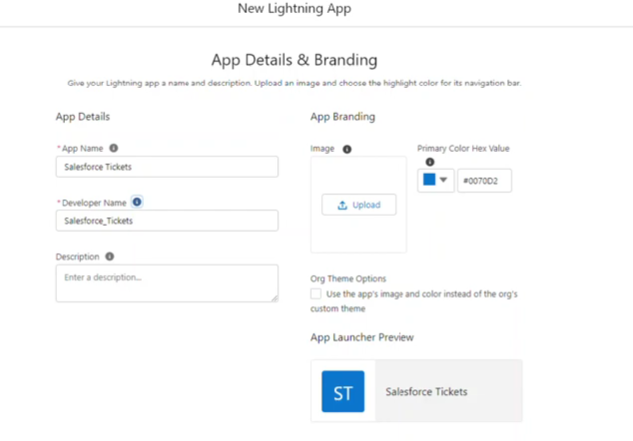 New Lightning App
App Details & Branding
Give your Lightning app a name and description. Upload an image and choose the highlight color for its navigation bar.
App Details
* App Name
Salesforce Tickets
* Developer Name
Salesforce_Tickets
Description
Enter a description...
App Branding
Image
Upload
Primary Color Hex Value
#0070D2
Org Theme Options
Use the app's image and color instead of the org's
custom theme
App Launcher Preview
ST
Salesforce Tickets